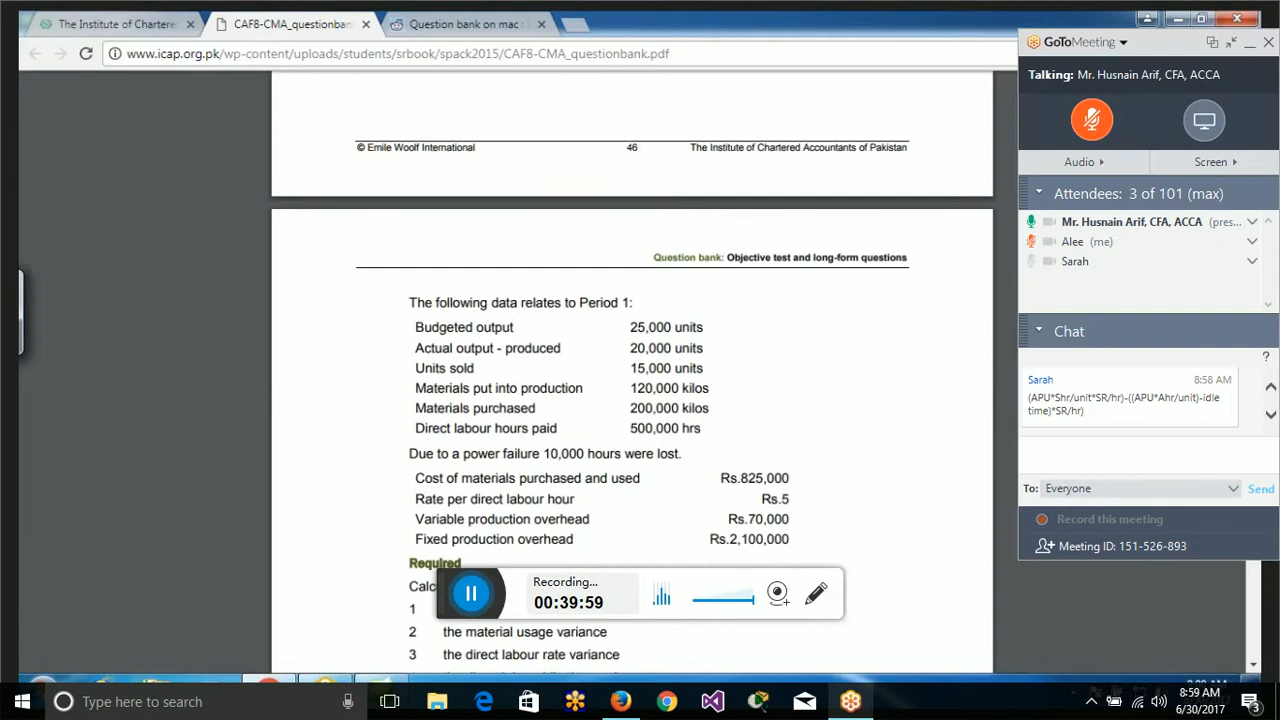 The Institute of Chartere
CAF8-CMA_questionban
Question bank on mac :
www.icap.org.pk/wp-content/uploads/students/srbook/spack2015/CAF8-CMA_questionbank.pdf
© Emile Woolf International 46 The Institute of Chartered Accountants of Pakistan
Question bank: Objective test and long-form questions
The following data relates to Period 1:
Budgeted output 25,000 units
Actual output - produced 20,000 units
Units sold 15,000 units
Materials put into production 120,000 kilos
Materials purchased 200,000 kilos
Direct labour hours paid 500,000 hrs
Due to a power failure 10,000 hours were lost.
Cost of materials purchased and used Rs.825,000
Rate per direct labour hour Rs.5
Variable production overhead Rs.70,000
Fixed production overhead Rs.2,100,000
Required
Calc
1
2 the material usage variance
3 the direct labour rate variance
Recording...
00:39:59
GoToMeeting
Talking: Mr. Husnain Arif, CFA, ACCA
Audio
Screen
Attendees: 3 of 101 (max)
Mr. Husnain Arif, CFA, ACCA (pres...
Alee (me)
Sarah
Chat
?
Sarah 8:58 AM
(APU*Shr/unit*SR/hr)-((APU*Ahr/unit)-idle
time)*SR/hr)
To: Everyone Send
Record this meeting
Meeting ID: 151-526-893
Type here to search
8:59 AM
6/30/2017
3